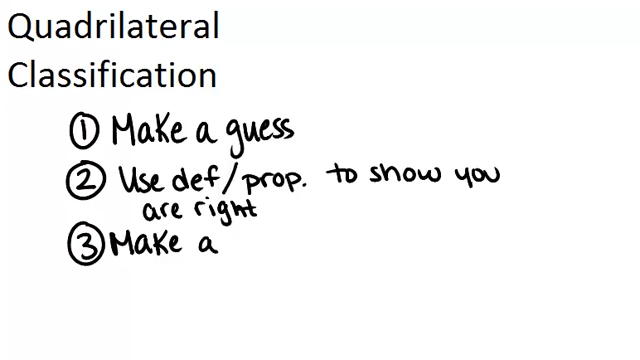 Quadrilateral
Classification
① Make a guess
② Use def/prop. to show you
are right
③ Make a